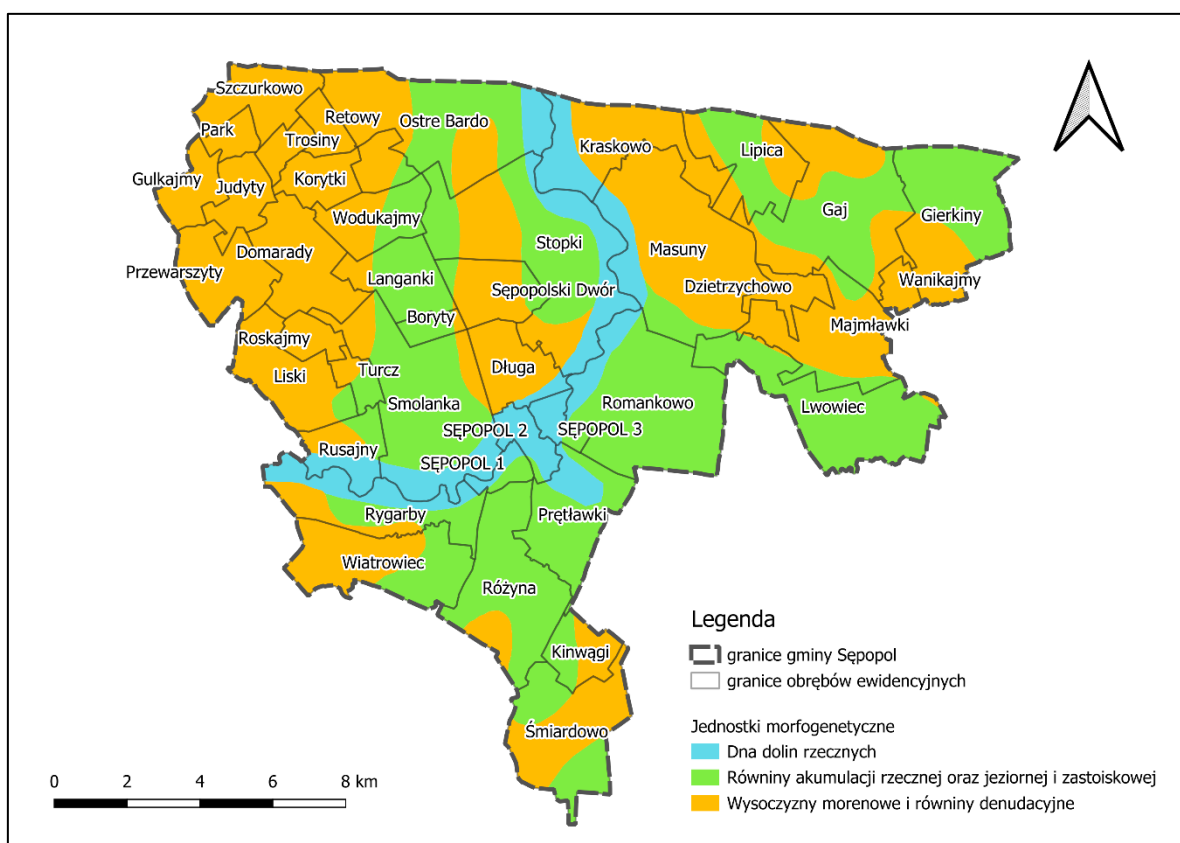 Szczurkowo
Park
Retowy
Trosiny
Ostre Bardo
Kraskowo
Lipica
Gulkajmy
Judyty
Korytki
Wodukajmy
Gaj
Gierkiny
Domarady
Przewarszyty
Stopki
Masuny
Langanki
Sępopolski Dwór
Dzietrzychowo
Wanikajmy
Boryty
Majmławki
Roskajmy
Liski
Turcz
Długa
Smolanka
Romankowo
Lwowiec
SĘPOPOL 2
SĘPOPOL 3
Rusajny
SĘPOPOL 1
Rygarby
Prętławki
Wiatrowiec
Różyna
Kinwągi
Śmiardowo
Legenda
granice gminy Sępopol
granice obrębów ewidencyjnych
Jednostki morfogenetyczne
Dna dolin rzecznych
Równiny akumulacji rzecznej oraz jeziornej i zastoiskowej
Wysoczyzny morenowe i równiny denudacyjne
0 2 4 6 8 km